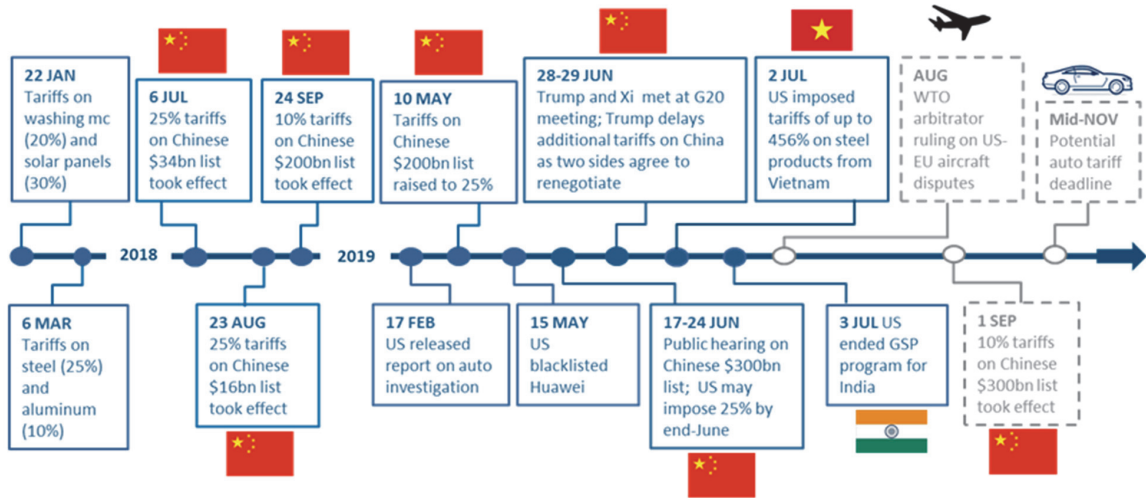 22 JAN
Tariffs on
washing mc
(20%) and
solar panels
(30%)
6 JUL
25% tariffs
on Chinese
$34bn list
took effect
24 SEP
10% tariffs
on Chinese
$200bn list
took effect
10 MAY
Tariffs on
Chinese
$200bn list
raised to 25%
28-29 JUN
Trump and Xi met at G20
meeting; Trump delays
additional tariffs on China
as two sides agree to
renegotiate
2 JUL
US imposed
tariffs of up to
456% on steel
products from
Vietnam
AUG
WTO
arbitrator
ruling on US-
EU aircraft
disputes
Mid-NOV
Potential
auto tariff
deadline
2018
2019
6 MAR
Tariffs on
steel (25%)
and
aluminum
(10%)
23 AUG
25% tariffs
on Chinese
$16bn list
took effect
17 FEB
US released
report on auto
investigation
15 MAY
US
blacklisted
Huawei
17-24 JUN
Public hearing on
Chinese $300bn
list; US may
impose 25% by
end-June
3 JUL US
ended GSP
program for
India
1 SEP
10% tariffs
on Chinese
$300bn list
took effect